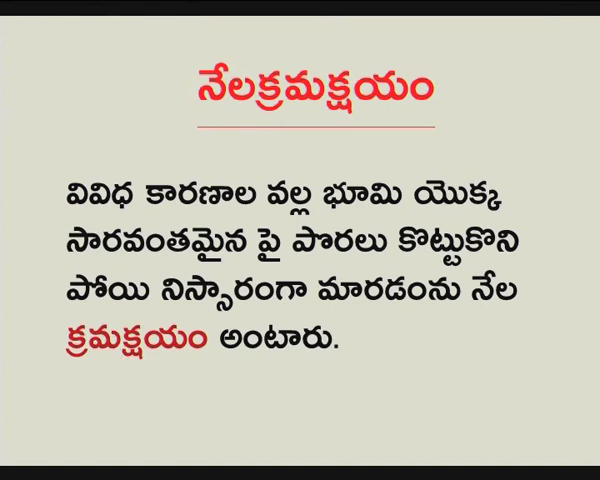 నేలక్రమక్షయం
వివిధ కారణాల వల్ల భూమి యొక్క
సారవంతమైన పై పొరలు కొట్టుకొని
పోయి నిస్సారంగా మారడంను నేల
క్రమక్షయం అంటారు.